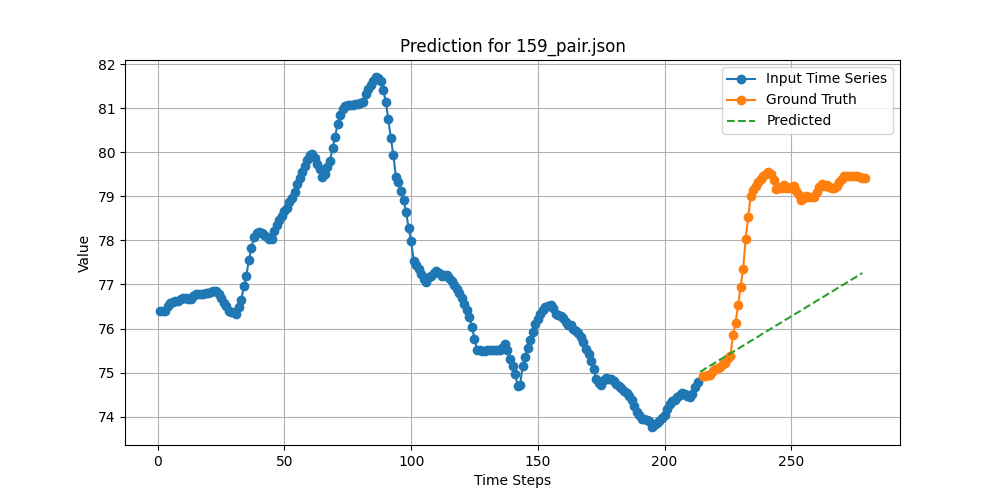 Prediction for 159_pair.json
Input Time Series
Ground Truth
Predicted
Value
82
81
80
79
78
77
76
75
74
0 50 100 150 200 250
Time Steps